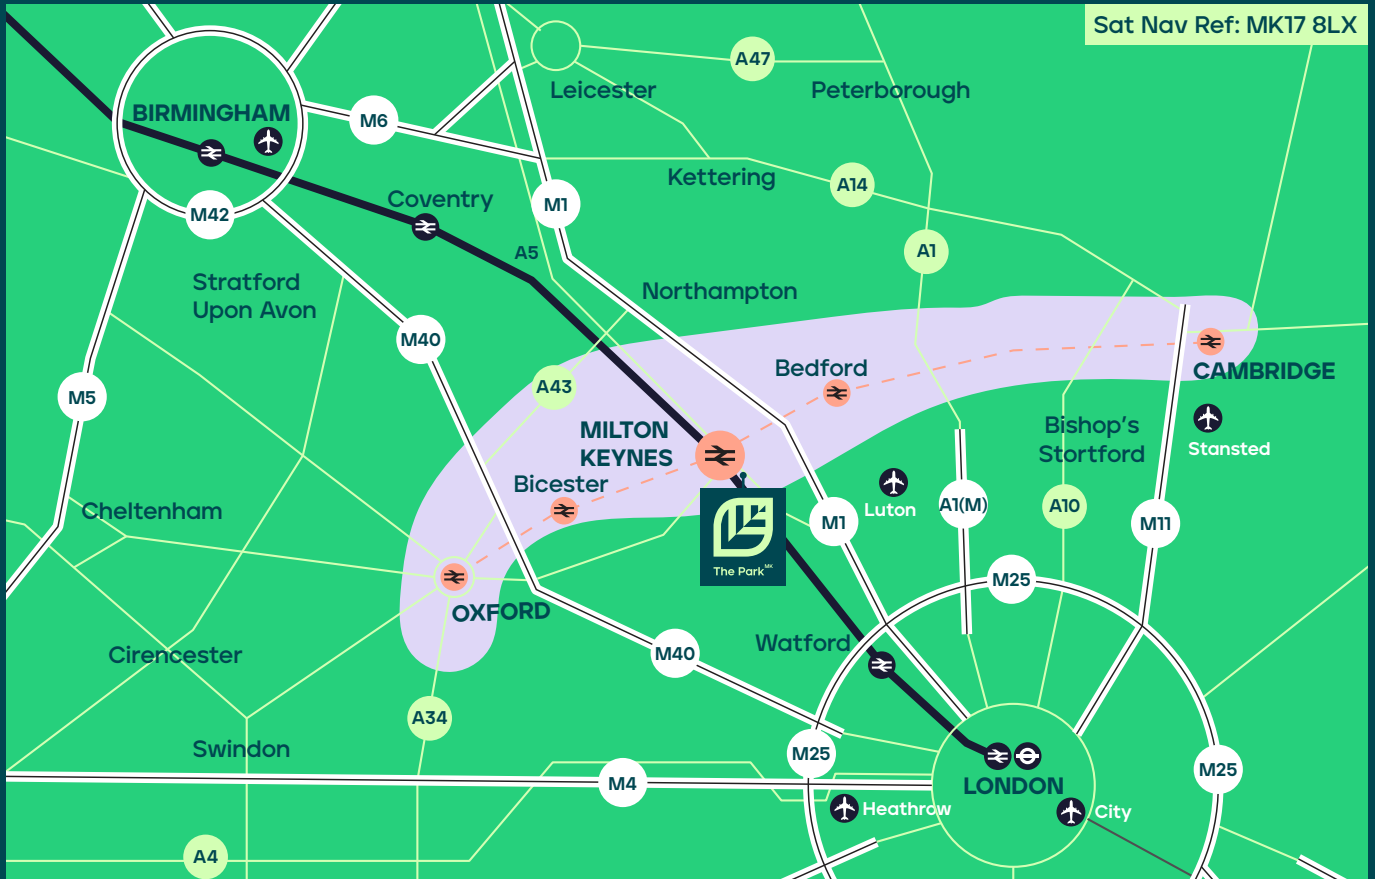 Sat Nav Ref: MK17 8LX
A47
Leicester
Peterborough
BIRMINGHAM
M6
Kettering
A14
Coventry
M1
M42
A5
A1
Stratford
Upon Avon
Northampton
M40
CAMBRIDGE
Bedford
A43
M5
MILTON
KEYNES
Bishop's
Stortford
Stansted
Bicester
Luton
A1(M)
A10
Cheltenham
M1
M11
The Park MK
M25
OXFORD
Watford
Cirencester
M40
A34
Swindon
M25
M25
M4
LONDON
Heathrow
City
A4